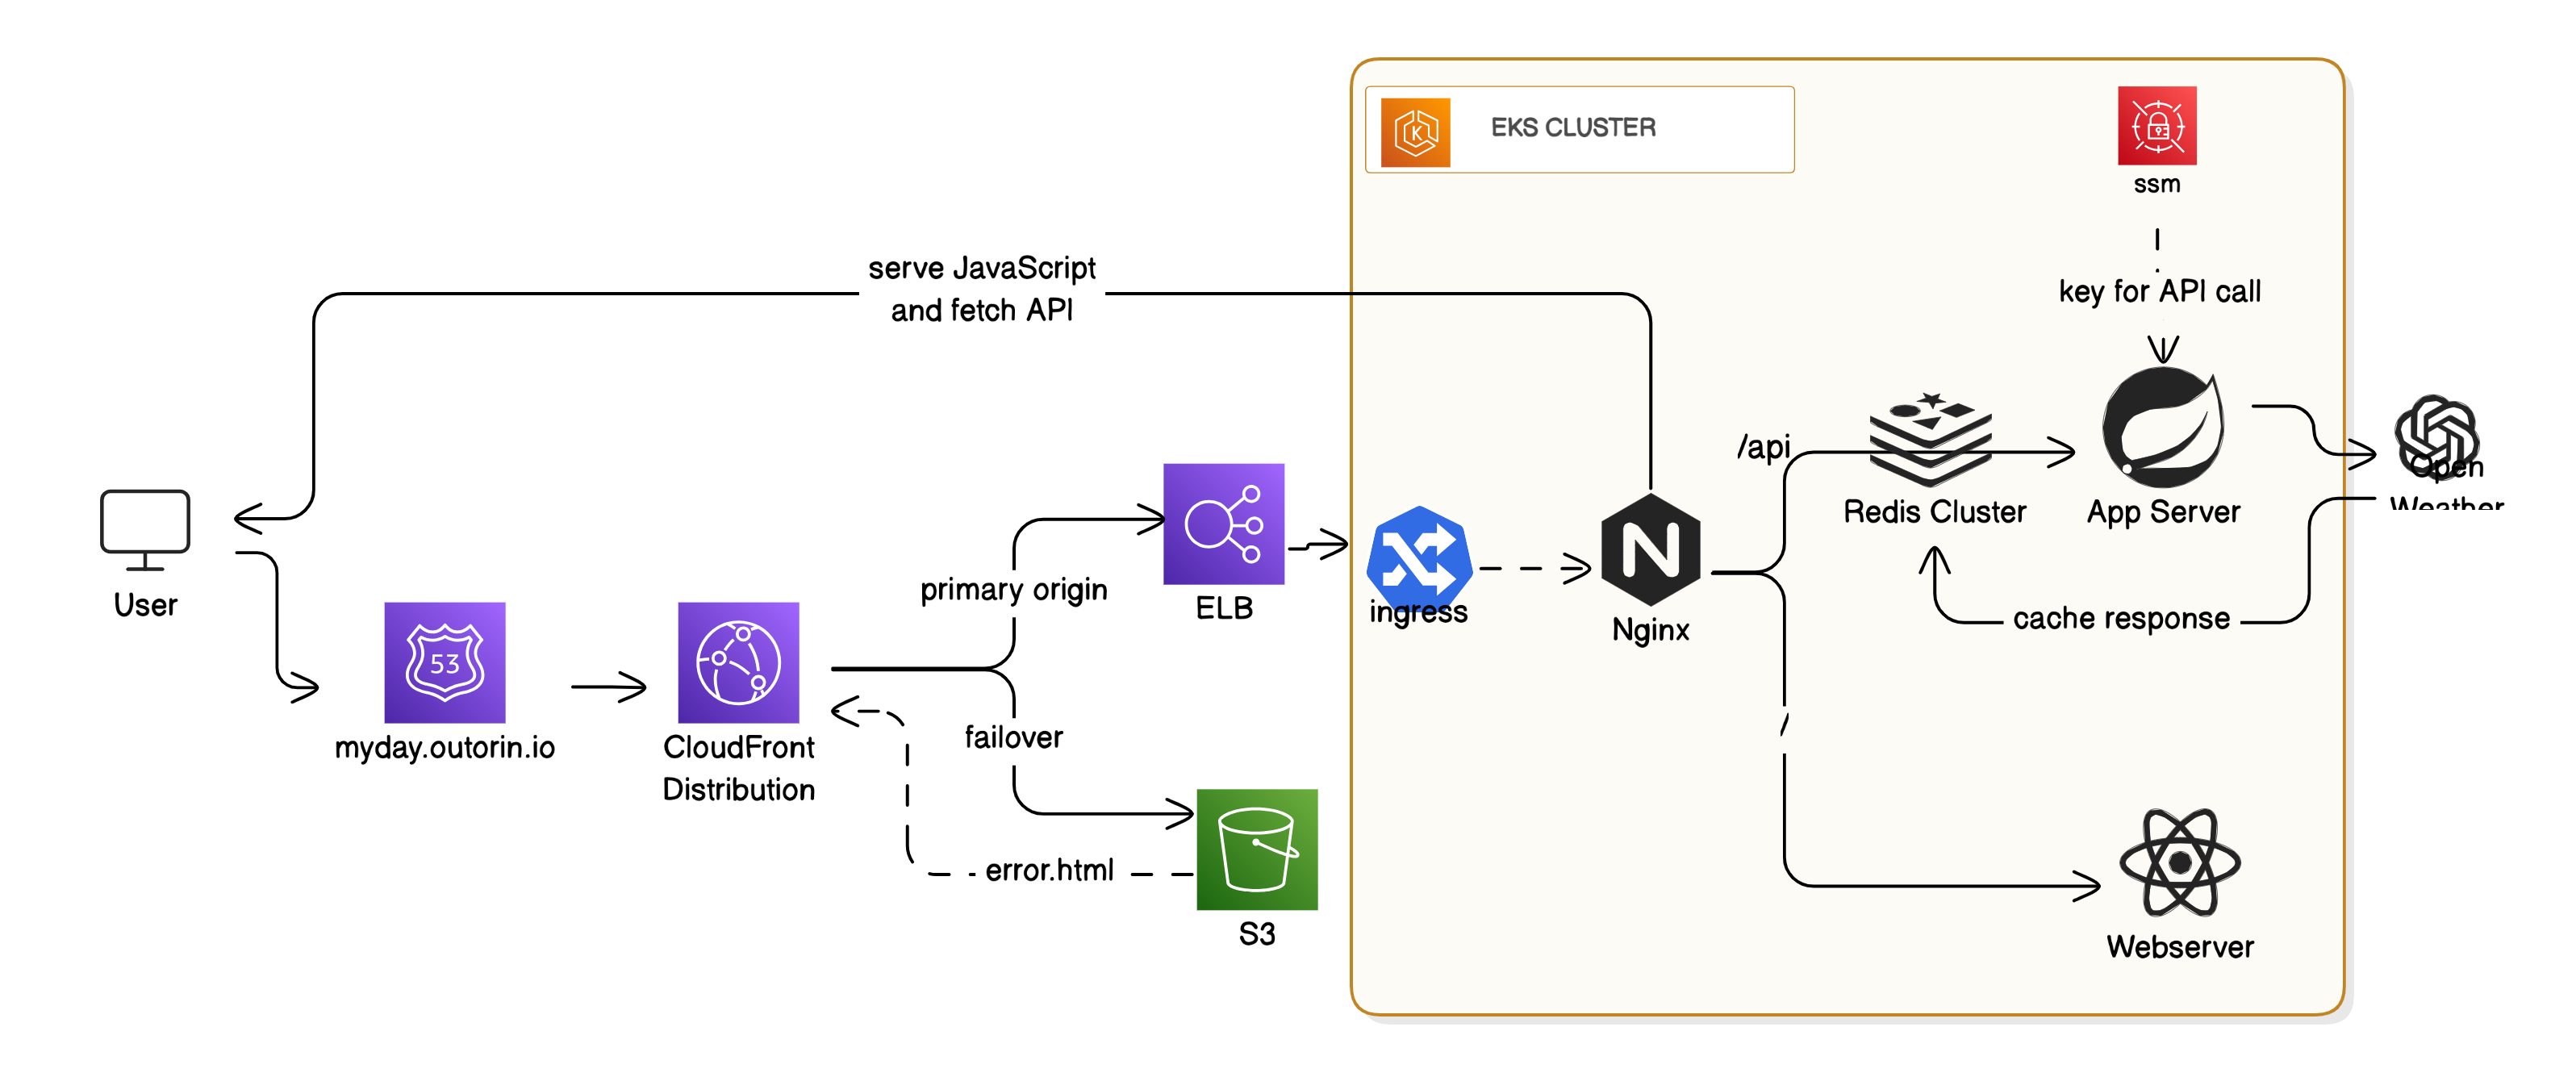 EKS CLUSTER
ssm
key for API call
serve JavaScript
and fetch API
/api
Redis Cluster
App Server
Open
Weather
primary origin
ELB
ingress
Nginx
cache response
User
53
myday.outorin.io
CloudFront
Distribution
failover
/
error.html
S3
Webserver
K
N